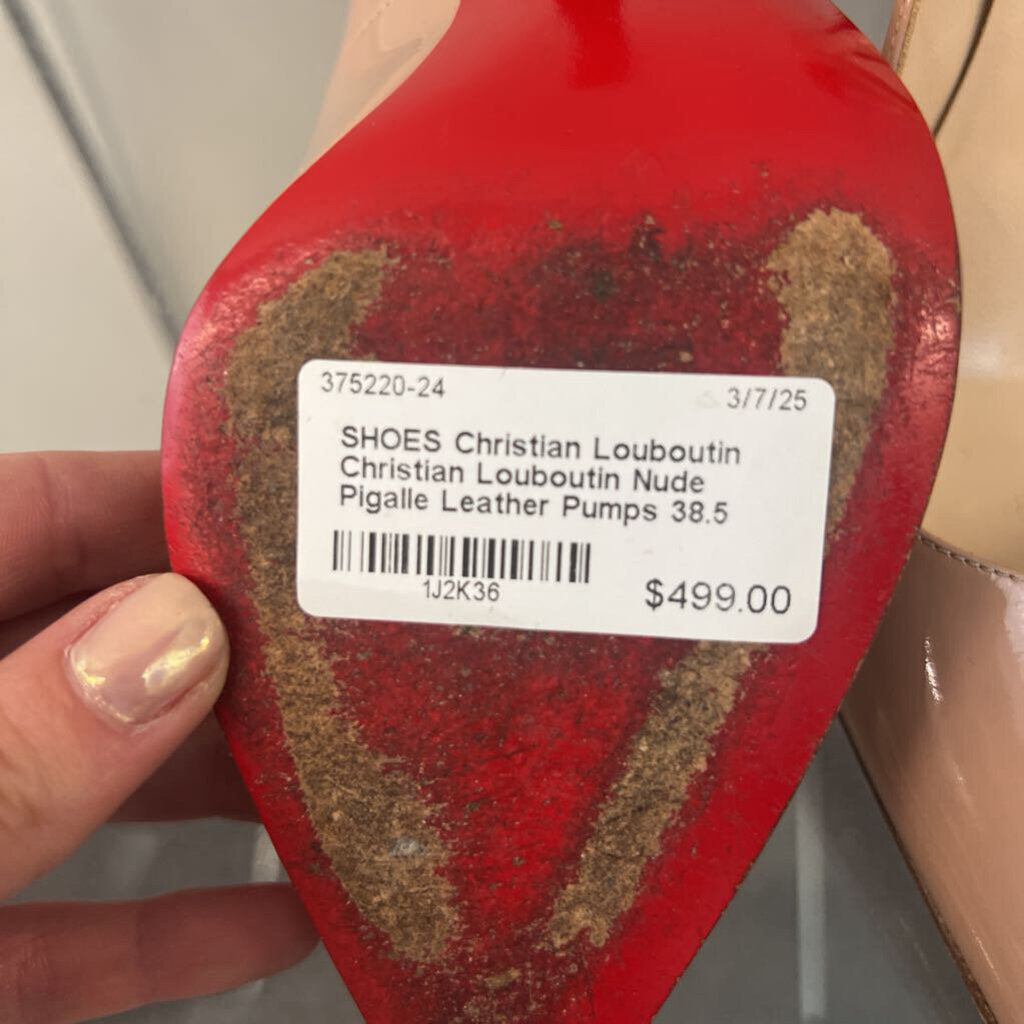 375220-24 3/7/25
SHOES Christian Louboutin
Christian Louboutin Nude
Pigalle Leather Pumps 38.5
1J2K36
$499.00